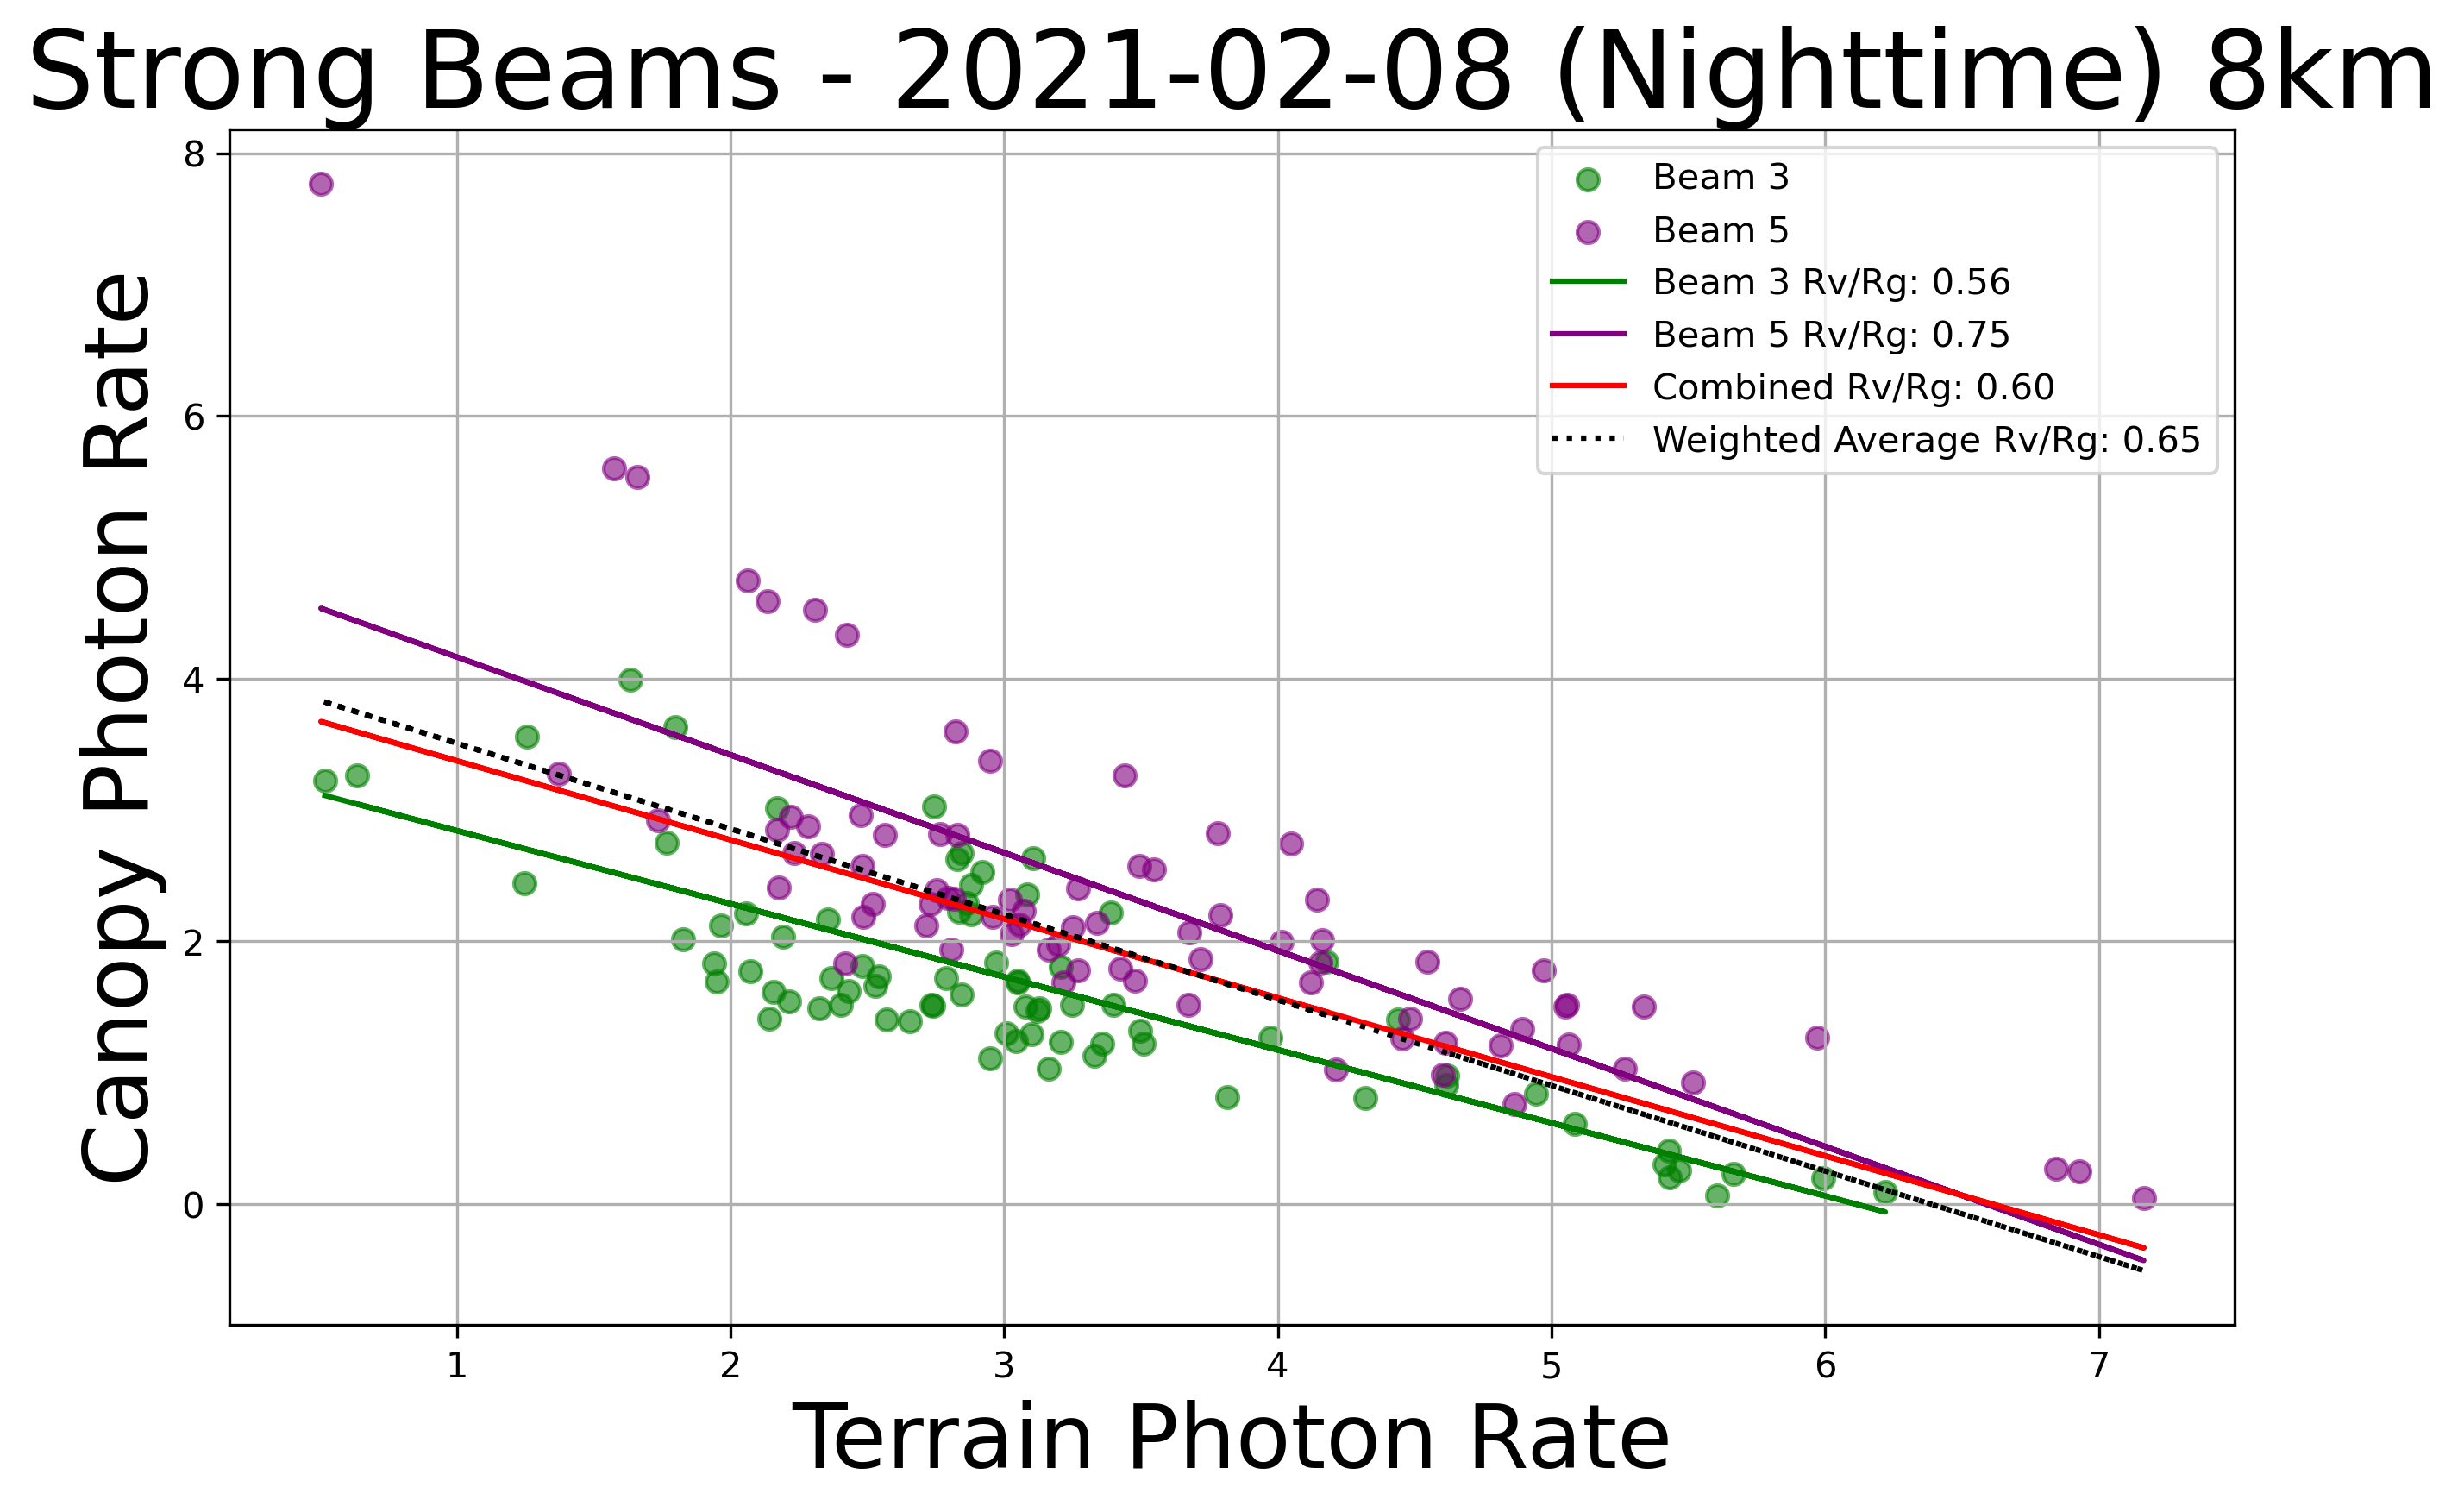 Strong Beams - 2021-02-08 (Nighttime) 8km
Canopy Photon Rate
8
6
4
2
0
Beam 3
Beam 5
Beam 3 Rv/Rg: 0.56
Beam 5 Rv/Rg: 0.75
Combined Rv/Rg: 0.60
Weighted Average Rv/Rg: 0.65
1 2 3 4 5 6 7
Terrain Photon Rate